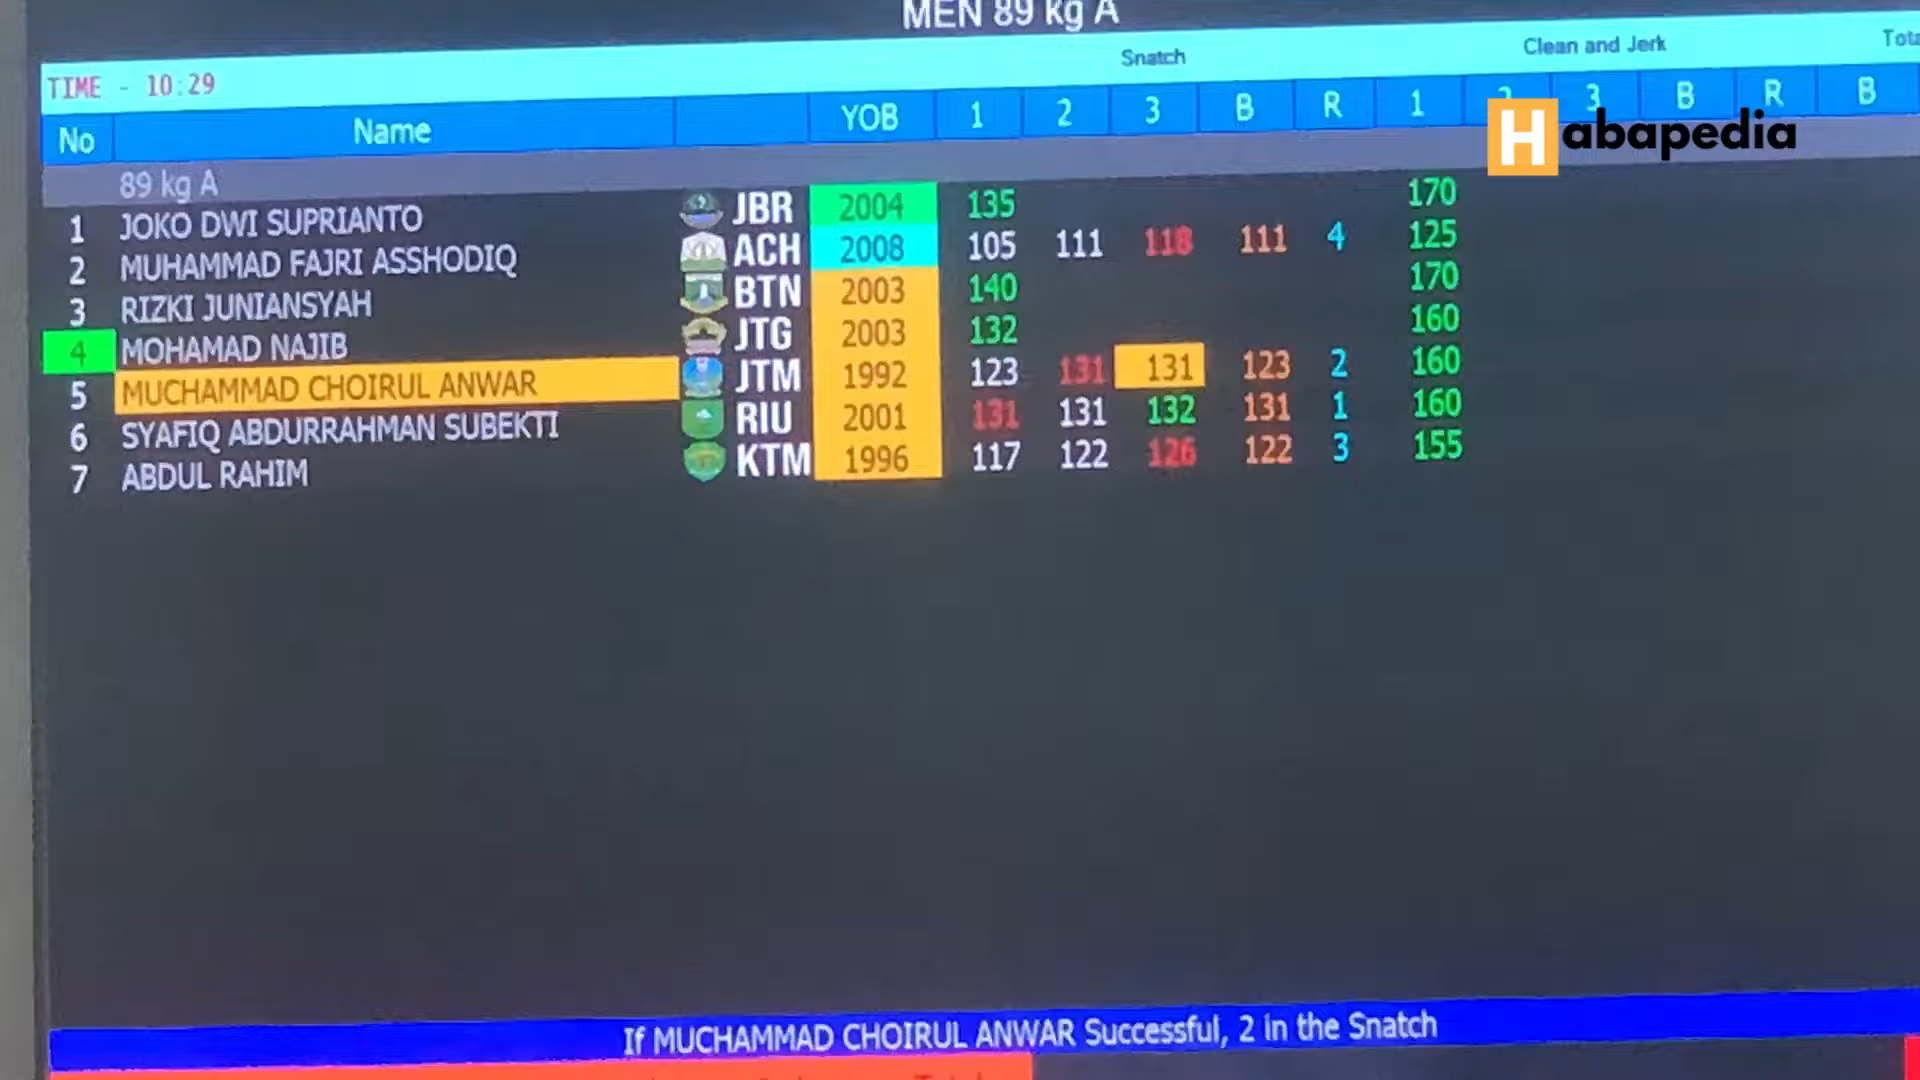 MEN 89 kg A
Snatch Clean and Jerk
TIME - 10:29
No Name YOB 1 2 3 B R 1 3 B R B
Habapedia
89 kg A
1 JOKO DWI SUPRIANTO JBR 2004 135 170
2 MUHAMMAD FAJRI ASSHODIQ ACH 2008 105 111 118 111 4 125
3 RIZKI JUNIANSYAH BTN 2003 140 170
4 MOHAMAD NAJIB JTG 2003 132 160
5 MUCHAMMAD CHOIRUL ANWAR JTM 1992 123 131 131 123 2 160
6 SYAFIQ ABDURRAHMAN SUBEKTI RIU 2001 131 131 132 131 1 160
7 ABDUL RAHIM KTM 1996 117 122 126 122 3 155
If MUCHAMMAD CHOIRUL ANWAR Successful, 2 in the Snatch